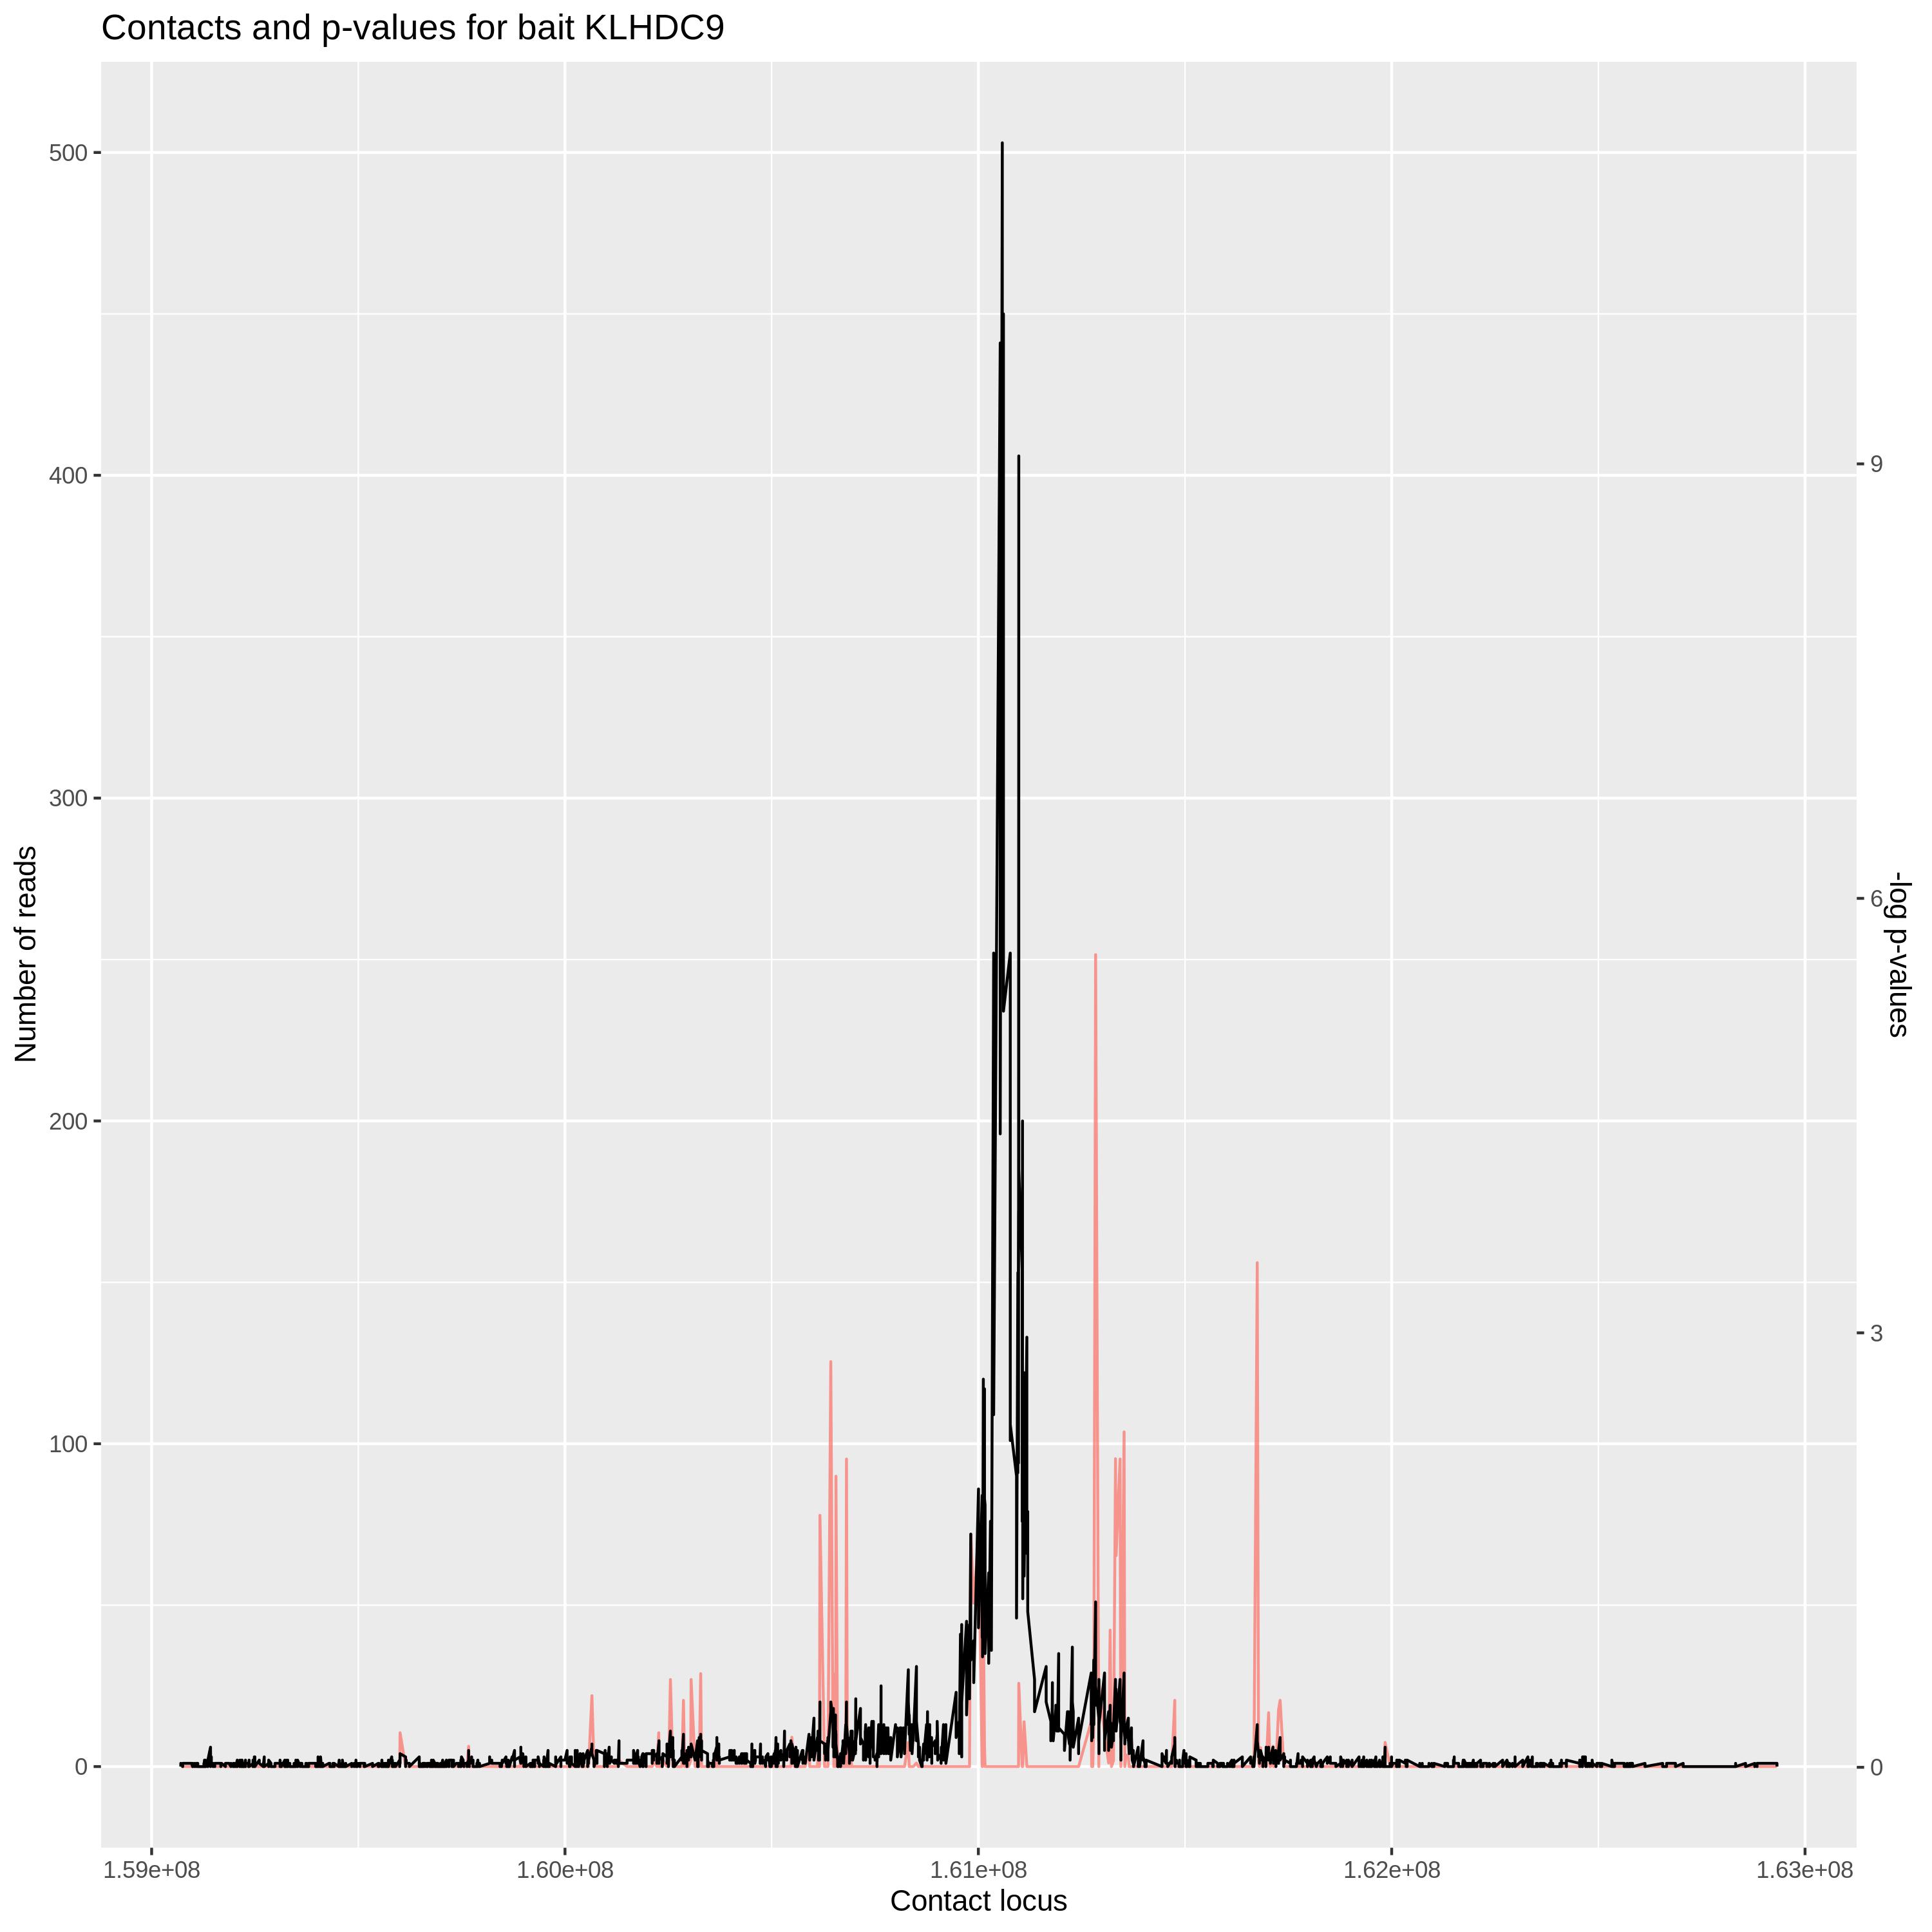 Contacts and p-values for bait KLHDC9
Number of reads
500
400
300
200
100
0
9
6
3
0
-log p-values
1.59e+08
1.60e+08
1.61e+08
1.62e+08
1.63e+08
Contact locus